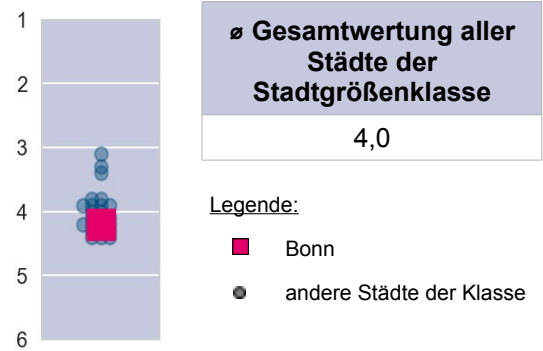 1
2
3
4
5
6
⌀ Gesamtwertung aller
Städte der
Stadtgrößenklasse
4,0
Legende:
Bonn
andere Städte der Klasse